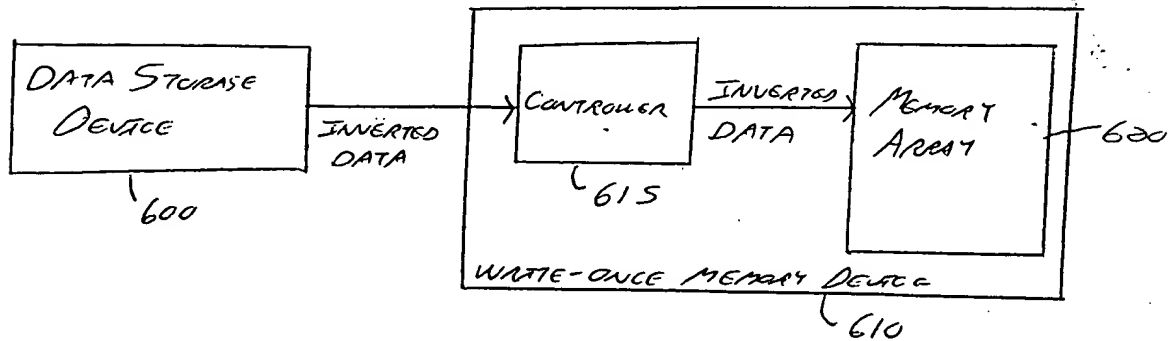 DATA STORAGE
DEVICE
600
INVERTED
DATA
CONTROLLER
615
INVERTED
DATA
MEMORY
ARRAY
620
WRITE-ONCE MEMORY DEVICE
610